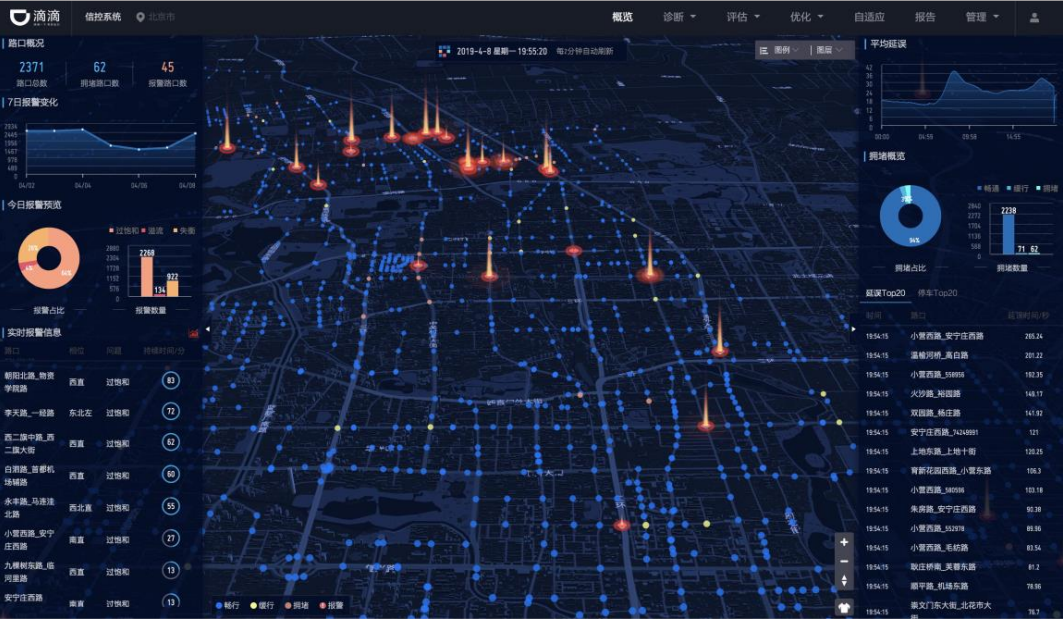 滴滴
信控系统
北京市
概览
诊断
评估
优化
自适应
报告
管理
路口概况
2371
62
45
路口总数
拥堵路口数
报警路口数
7日报警变化
2934
2445
1956
1467
978
489
0
04/02
04/04
04/06
04/08
今日报警预览
过饱和
溢流
失衡
2880
2304
1728
1152
576
0
2268
134
922
报警占比
报警数量
实时报警信息
路口
相位
问题
持续时间/分
朝阳北路_物资
学院路
西直
过饱和
83
李天路_一经路
东北左
过饱和
72
西二旗中路_西
二旗大街
西直
过饱和
62
白泗路_首都机
场辅路
西直
过饱和
60
永丰路_马连洼
北路
西北直
过饱和
55
小营西路_安宁
庄西路
南直
过饱和
27
九棵树东路_临
河里路
西直
过饱和
13
安宁庄西路
南直
过饱和
13
2019-4-8 星期一 19:55:20
每2分钟自动刷新
图例
图层
畅行
缓行
拥堵
报警
平均延误
42
36
30
24
18
12
6
0
00:00
04:55
09:58
14:55
拥堵概览
畅通
缓行
拥堵
94%
2840
2272
1704
1136
568
0
2238
71
62
拥堵占比
拥堵数量
延误Top20
停车Top20
时间
路口
延误时间/秒
19:54:15
小营西路_安宁庄西路
265.24
19:54:15
温榆河桥_高白路
201.22
19:54:15
小营西路_558956
192.35
19:54:15
火沙路_裕园路
149.17
19:54:15
双园路_杨庄路
141.92
19:54:15
安宁庄西路_74249991
121
19:54:15
上地东路_上地十街
120.25
19:54:15
育新花园西路_小营东路
106.3
19:54:15
小营西路_580596
103.18
19:54:15
朱房路_安宁庄西路
90.38
19:54:15
小营西路_552978
89.96
19:54:15
小营西路_毛纺路
83.54
19:54:15
耿庄桥南_芙蓉东路
81.2
19:54:15
顺平路_机场东路
78.96
19:54:15
崇文门东大街_北花市大
街
76.7